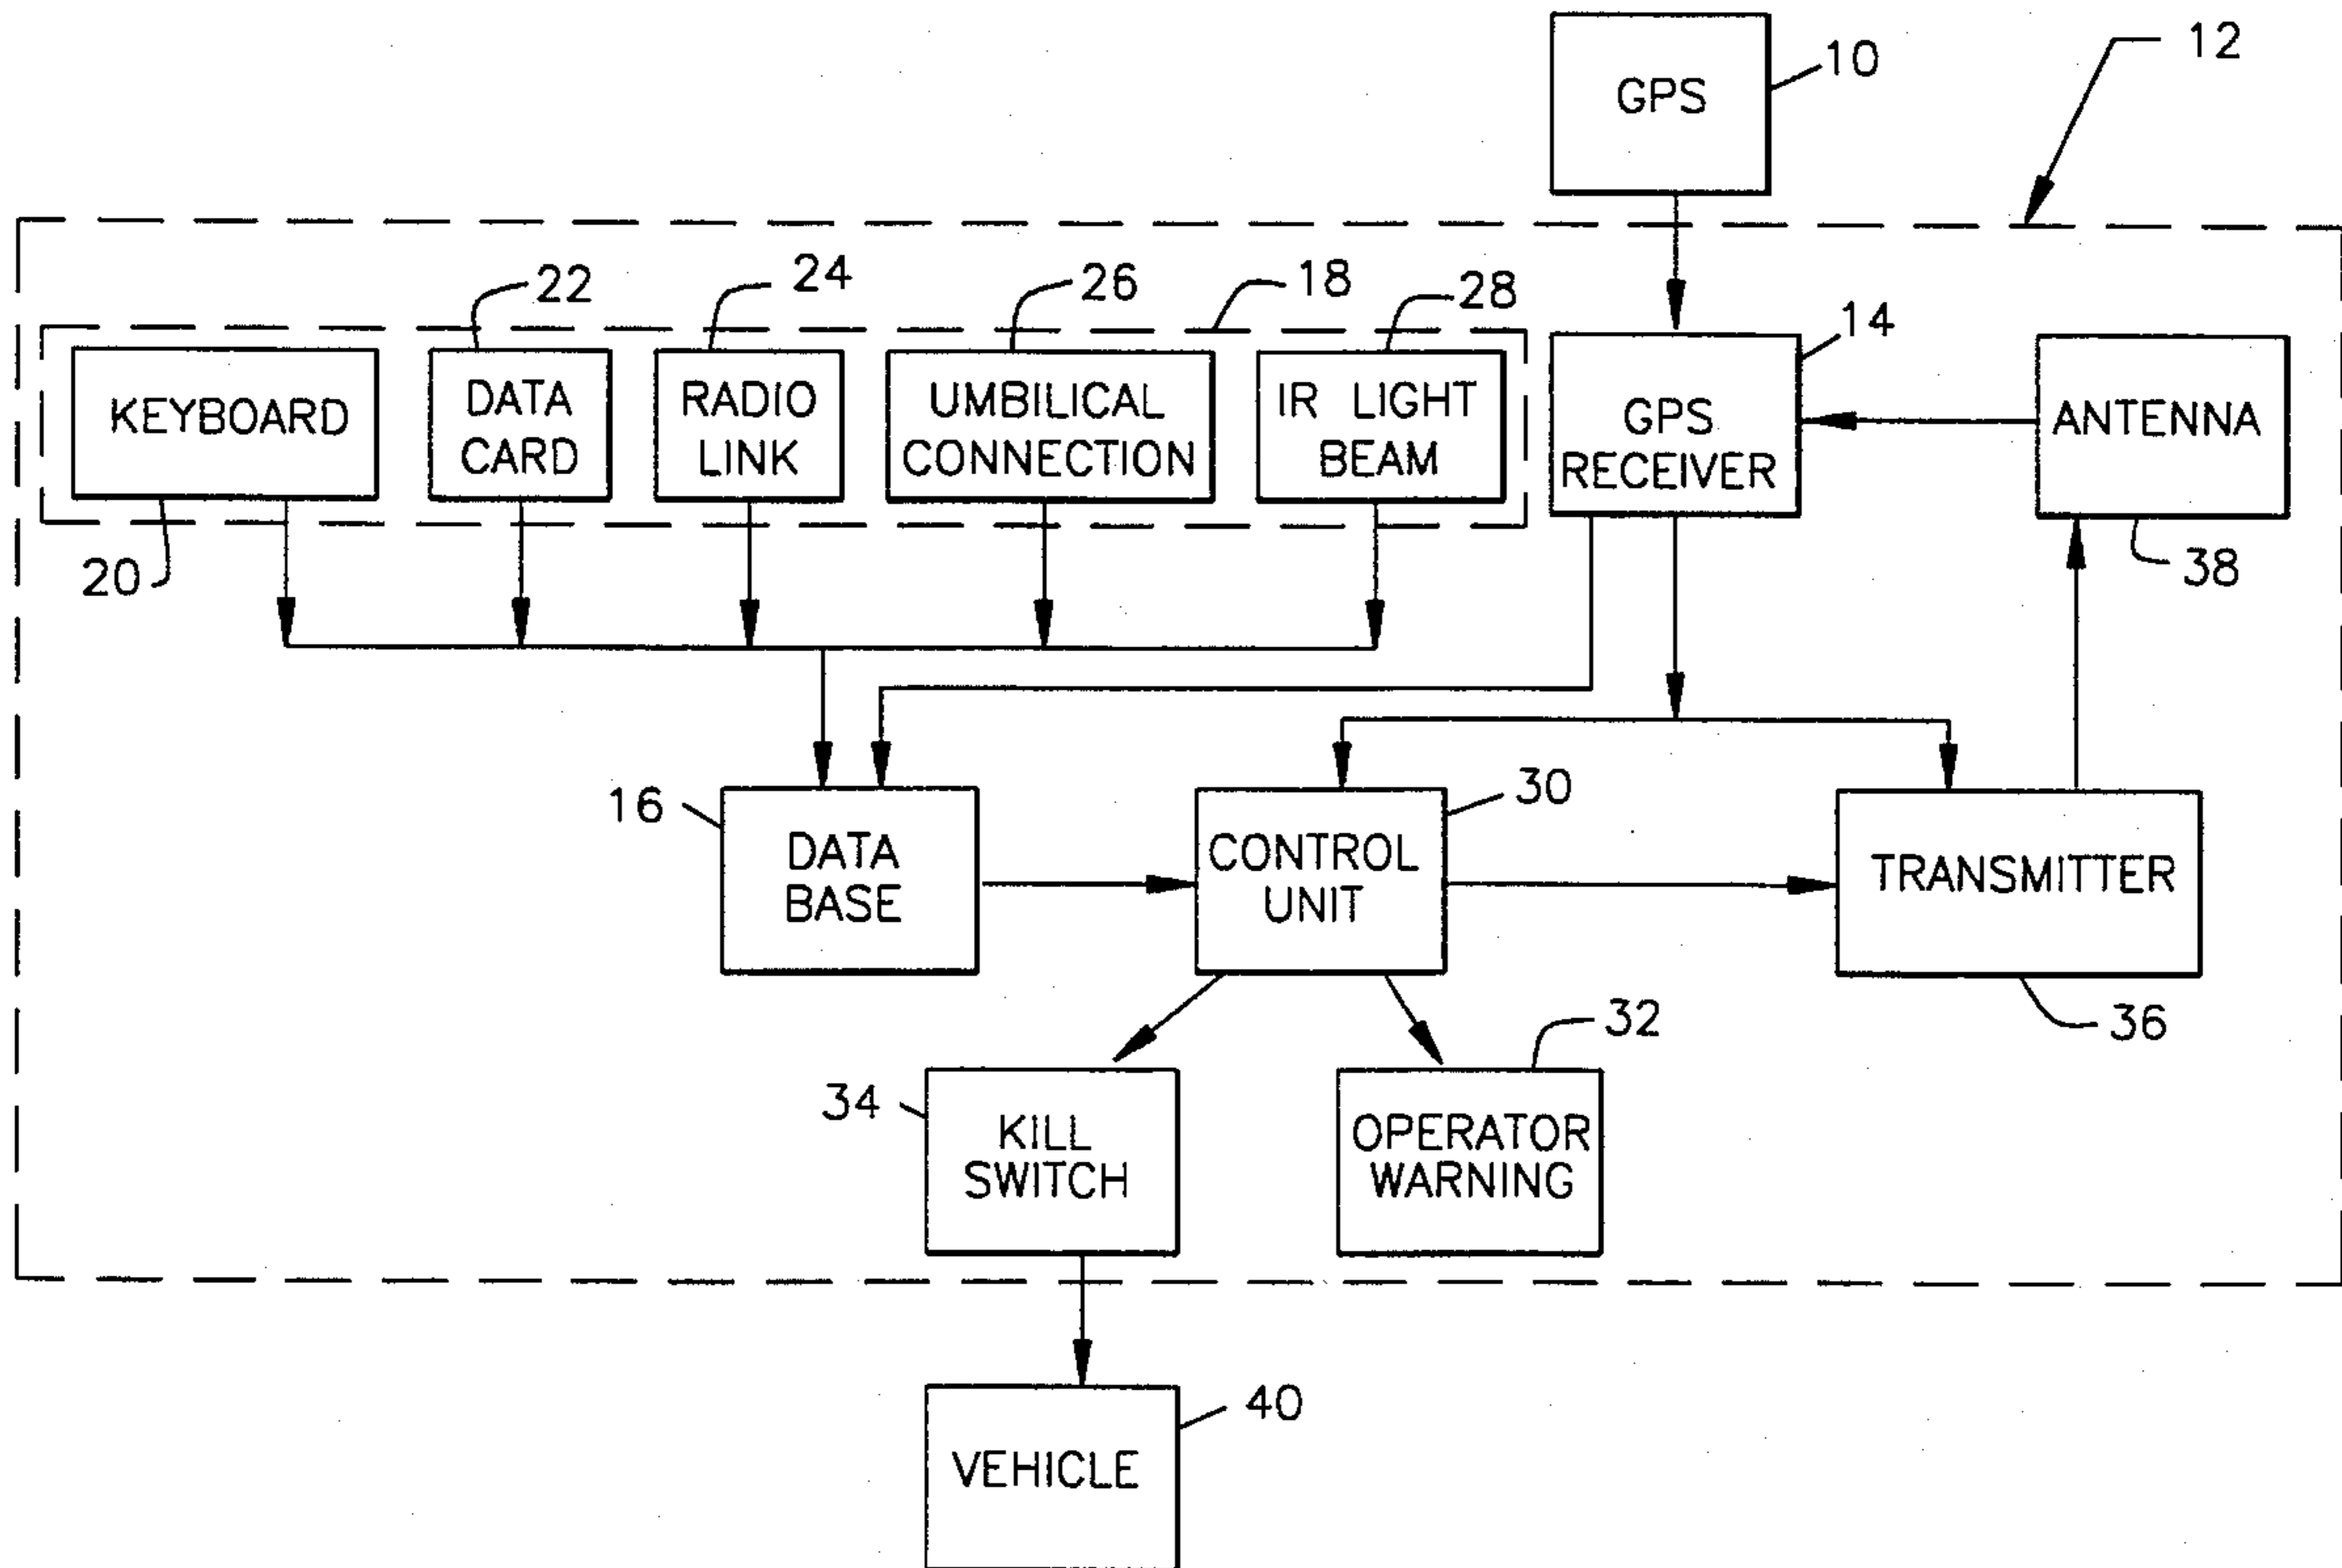 GPS
10
12
22
24
26
18
28
14
KEYBOARD
DATA
CARD
RADIO
LINK
UMBILICAL
CONNECTION
IR LIGHT
BEAM
GPS
RECEIVER
ANTENNA
20
38
16
DATA
BASE
30
CONTROL
UNIT
TRANSMITTER
36
34
KILL
SWITCH
32
OPERATOR
WARNING
40
VEHICLE